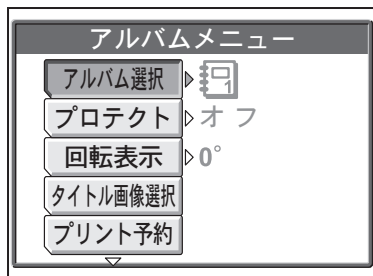 アルバムメニュー
アルバム選択 1
プロテクト オフ
回転表示 0°
タイトル画像選択
プリント予約